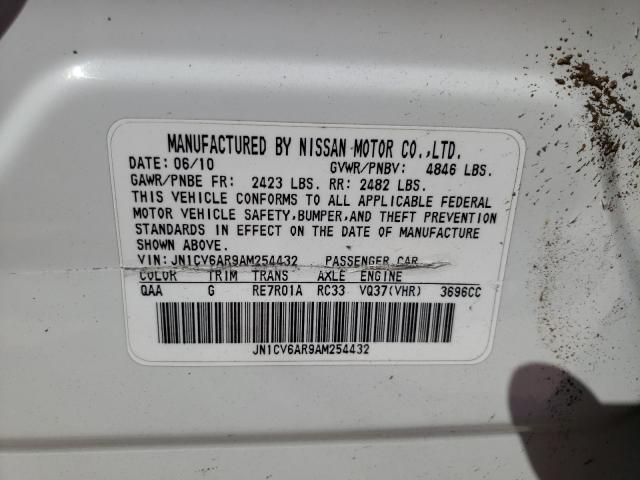 MANUFACTURED BY NISSAN MOTOR CO.,LTD.
DATE: 06/10 GVWR/PNBV: 4846 LBS.
GAWR/PNBE FR: 2423 LBS. RR: 2482 LBS.
THIS VEHICLE CONFORMS TO ALL APPLICABLE FEDERAL
MOTOR VEHICLE SAFETY,BUMPER,AND THEFT PREVENTION
STANDARDS IN EFFECT ON THE DATE OF MANUFACTURE
SHOWN ABOVE.
VIN: JN1CV6AR9AM254432 PASSENGER CAR
COLOR TRIM TRANS AXLE ENGINE
QAA G RE7R01A RC33 VQ37(VHR) 3696CC
JN1CV6AR9AM254432